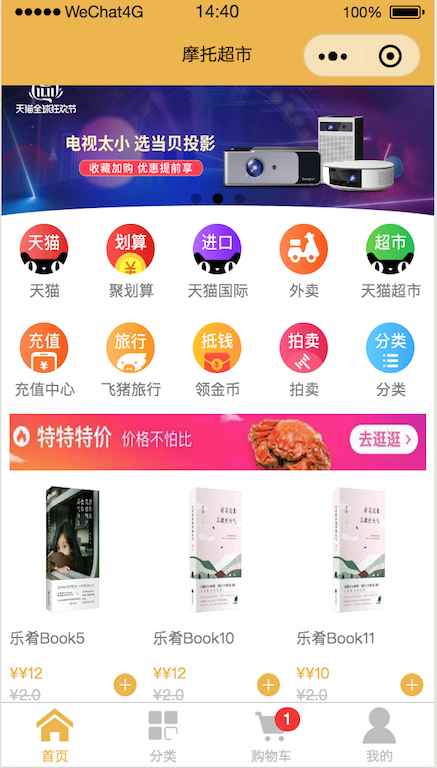 WeChat4G 14:40 100%
摩托超市
11.11
天猫全球狂欢节
电视太小 选当贝投影
收藏加购 优惠提前享
天猫 划算 进口 超市
天猫 聚划算 天猫国际 外卖 天猫超市
充值 旅行 抵钱 拍卖 分类
充值中心 飞猪旅行 领金币 拍卖 分类
特特特价 价格不怕比 去逛逛
乐肴Book5 乐肴Book10 乐肴Book11
¥¥12 ¥¥12 ¥¥10
¥2.0 ¥2.0 ¥2.0
1
首页 分类 购物车 我的